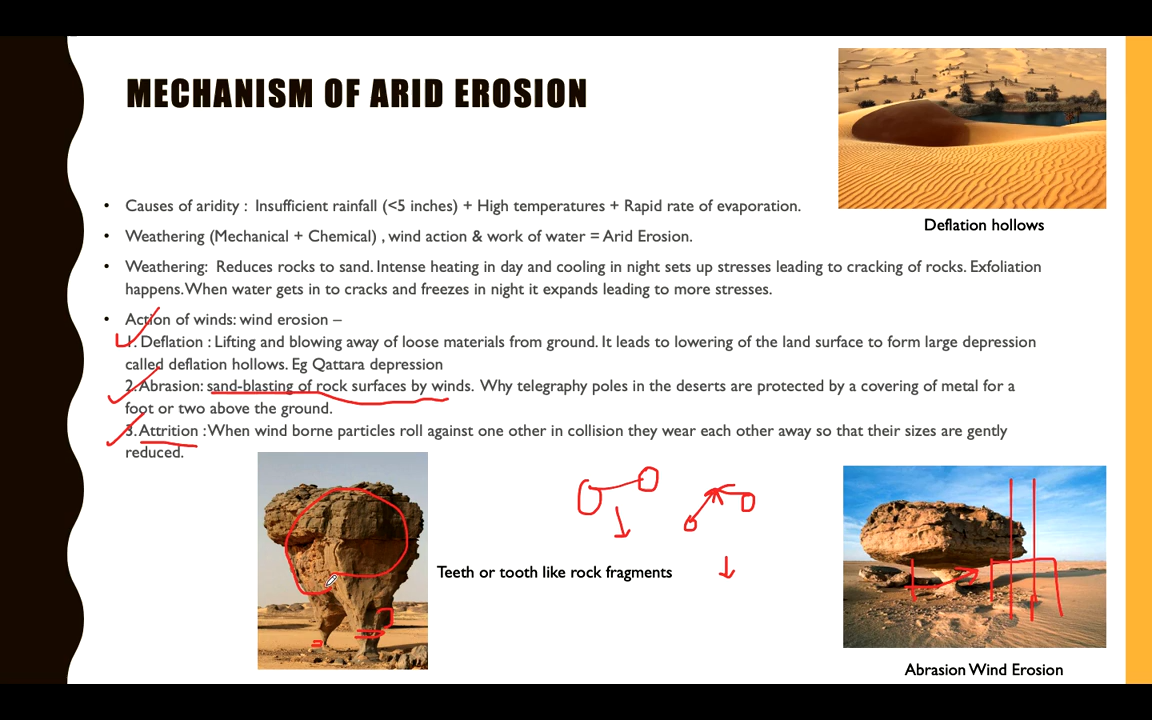 MECHANISM OF ARID EROSION
Deflation hollows
• Causes of aridity : Insufficient rainfall (<5 inches) + High temperatures + Rapid rate of evaporation.
• Weathering (Mechanical + Chemical) , wind action & work of water = Arid Erosion.
• Weathering: Reduces rocks to sand. Intense heating in day and cooling in night sets up stresses leading to cracking of rocks. Exfoliation
happens. When water gets in to cracks and freezes in night it expands leading to more stresses.
• Action of winds: wind erosion –
1. Deflation : Lifting and blowing away of loose materials from ground. It leads to lowering of the land surface to form large depression
called deflation hollows. Eg Qattara depression
2. Abrasion: sand-blasting of rock surfaces by winds. Why telegraphy poles in the deserts are protected by a covering of metal for a
foot or two above the ground.
3. Attrition : When wind borne particles roll against one other in collision they wear each other away so that their sizes are gently
reduced.
Teeth or tooth like rock fragments
Abrasion Wind Erosion